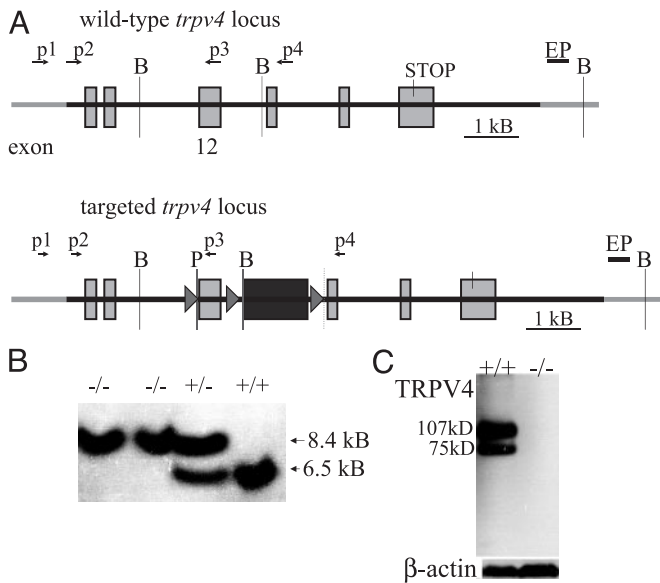 A
wild-type trpv4 locus
p1 p2 p3 p4 EP
B B STOP B
1 kB
exon 12
targeted trpv4 locus
p1 p2 p3 p4 EP
B P B B
1 kB
B
-/- -/- +/- +/+
8.4 kB
6.5 kB
C
+/+ -/-
TRPV4
107kD
75kD
β-actin